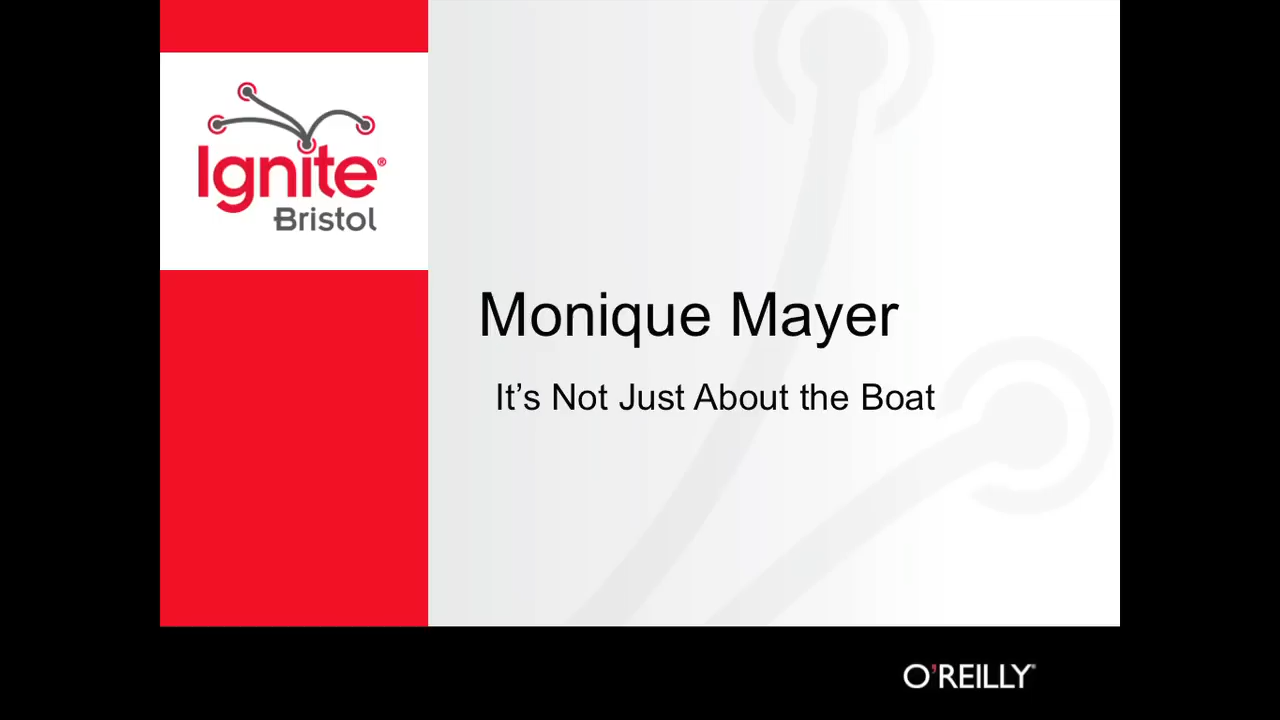 Ignite®
Bristol
Monique Mayer
It’s Not Just About the Boat
O’REILLY®